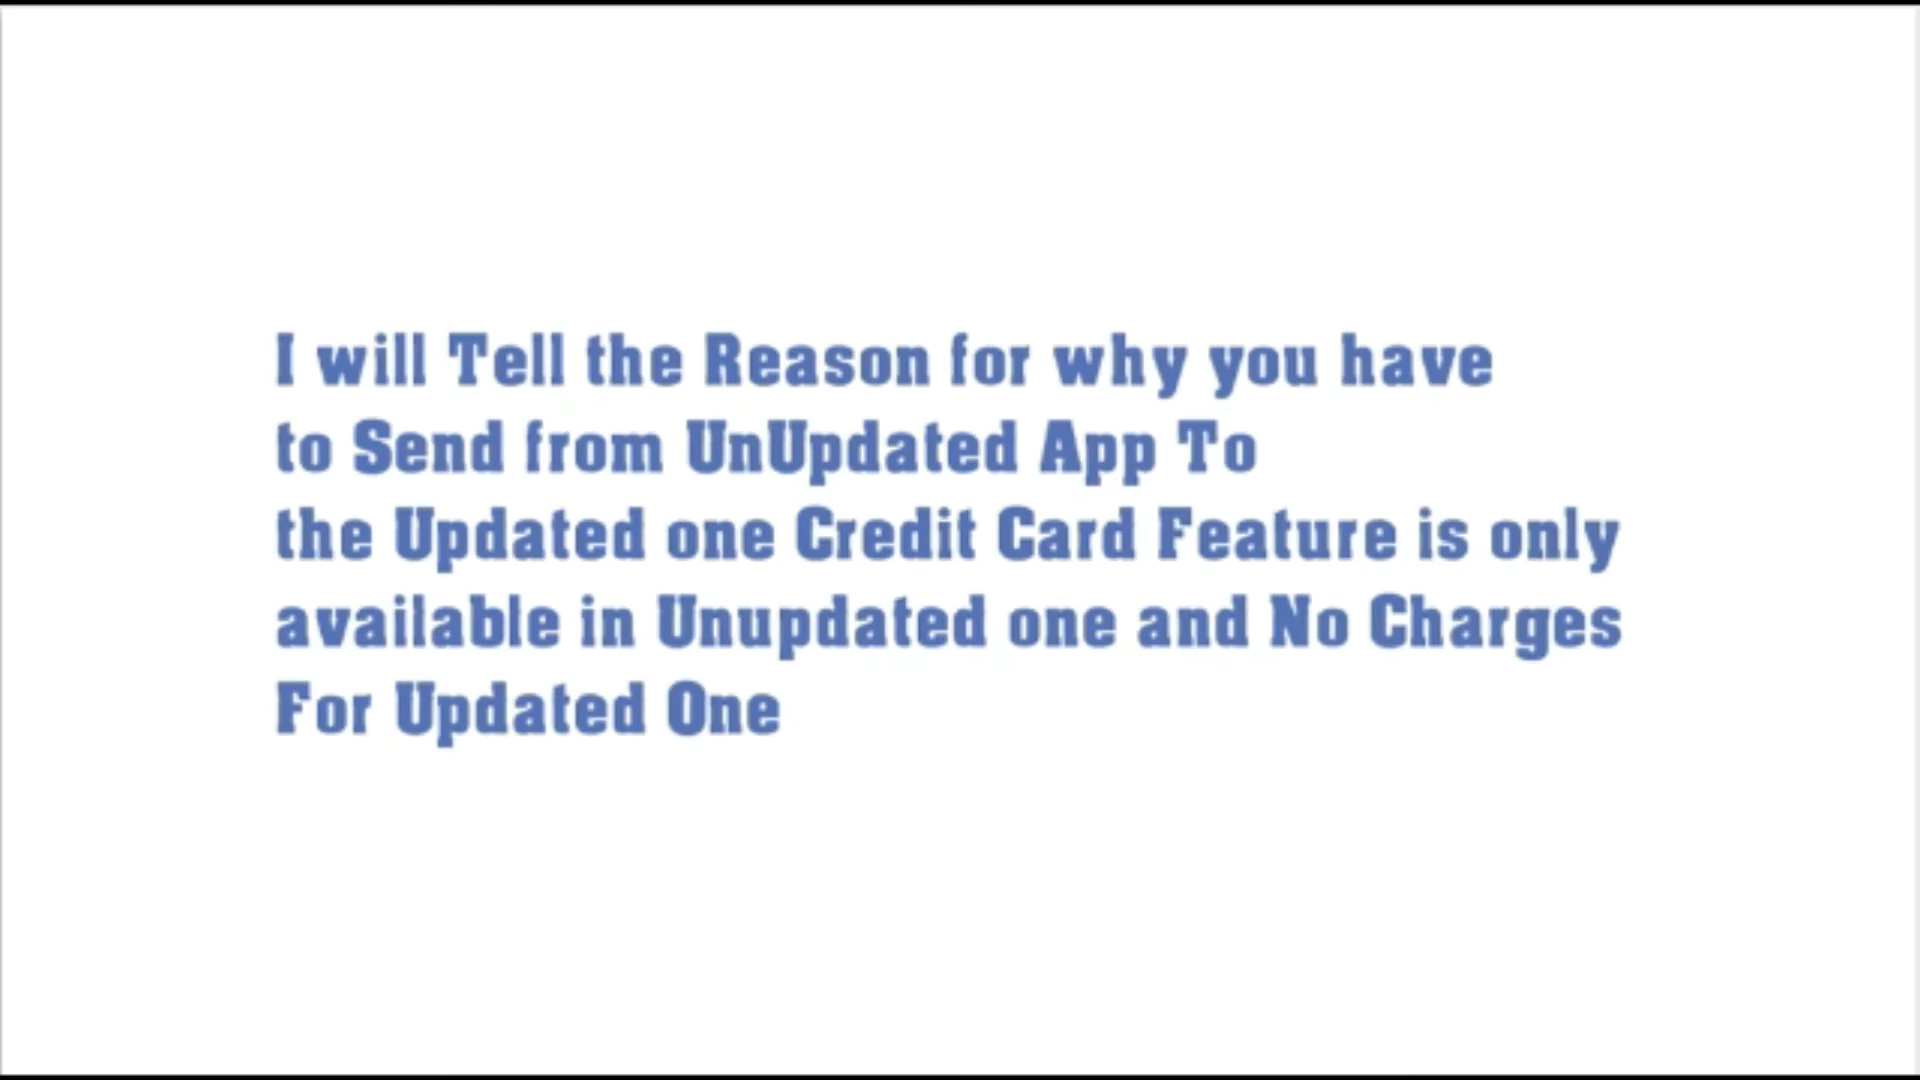 I will Tell the Reason for why you have
to Send from UnUpdated App To
the Updated one Credit Card Feature is only
available in Unupdated one and No Charges
For Updated One